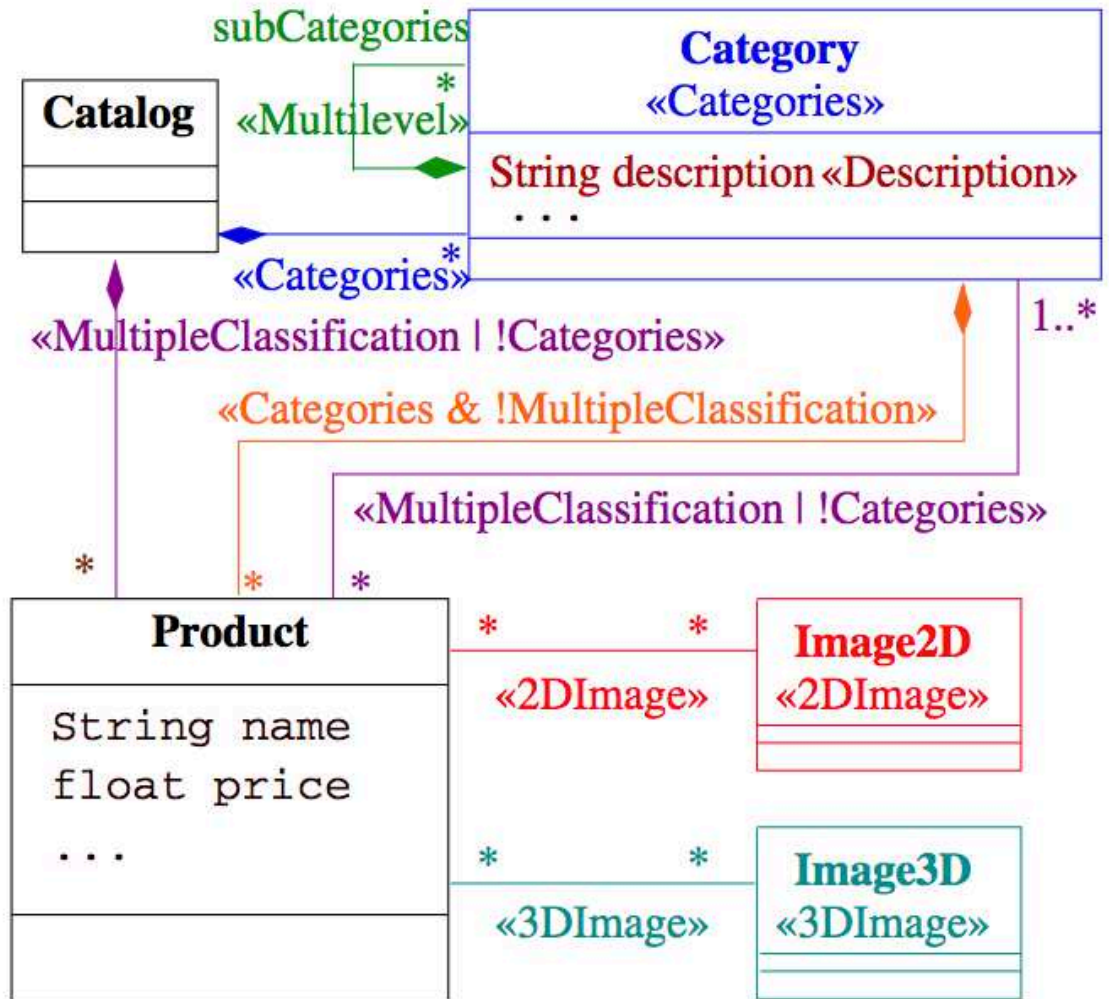 subCategories
*
«Multilevel»
Catalog
Category
«Categories»
String description «Description»
...
*
«Categories»
1..*
«MultipleClassification | !Categories»
«Categories & !MultipleClassification»
«MultipleClassification | !Categories»
* * *
Product
String name
float price
...
* *
«2DImage»
Image2D
«2DImage»
* *
«3DImage»
Image3D
«3DImage»